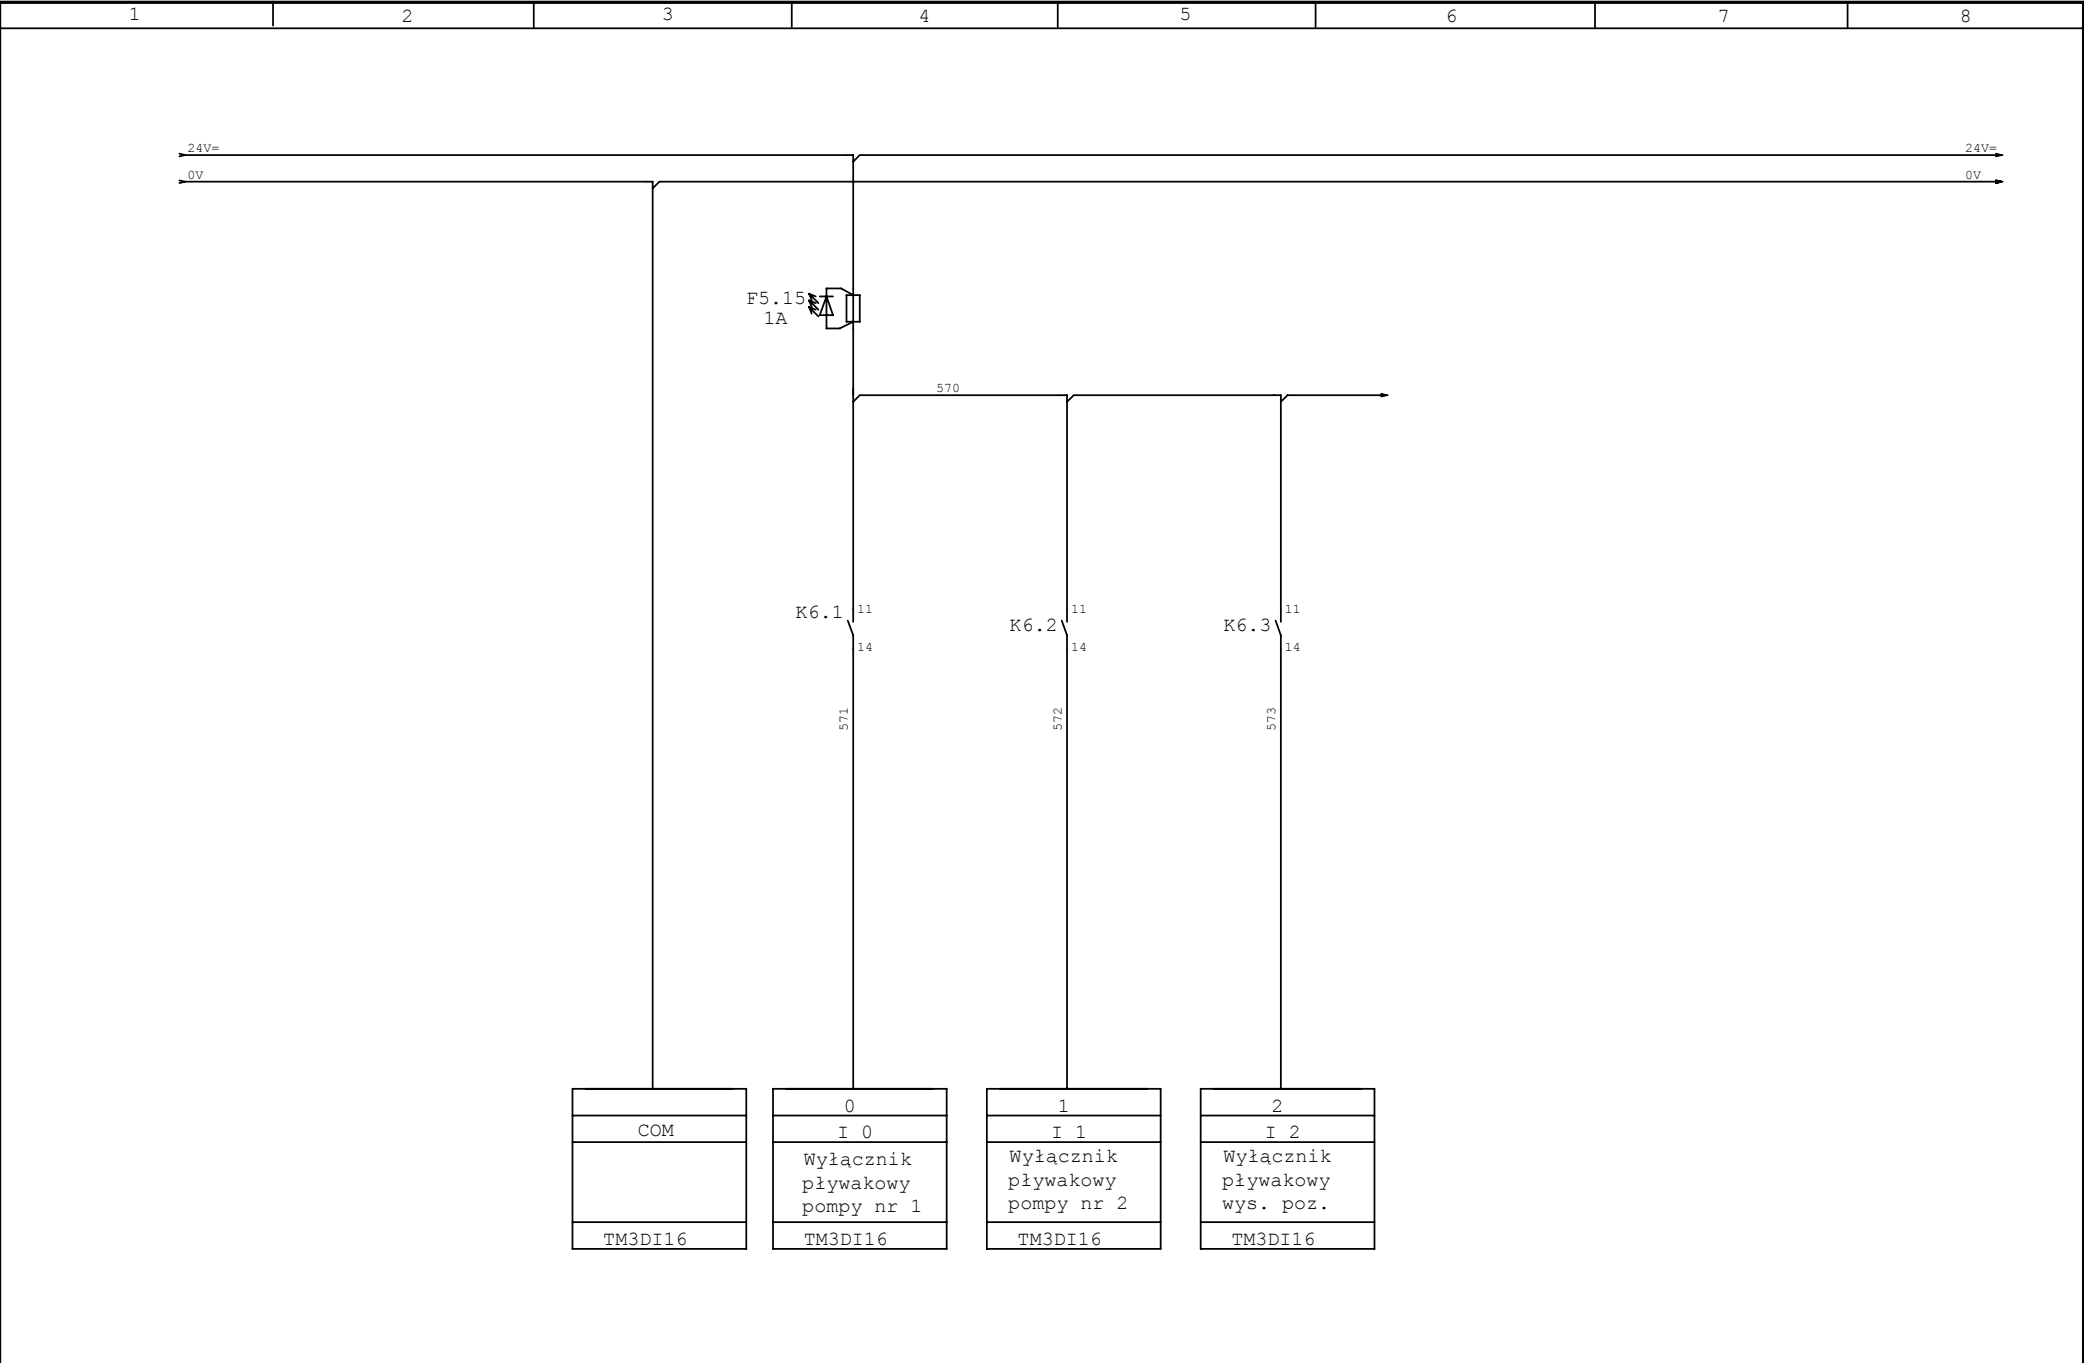 1 2 3 4 5 6 7 8
24V= 24V=
0V 0V
F5.15
1A
570
K6.1 11
14
K6.2 11
14
K6.3 11
14
571
572
573
COM
TM3DI16
0
I 0
Wyłącznik
pływakowy
pompy nr 1
TM3DI16
1
I 1
Wyłącznik
pływakowy
pompy nr 2
TM3DI16
2
I 2
Wyłącznik
pływakowy
wys. poz.
TM3DI16